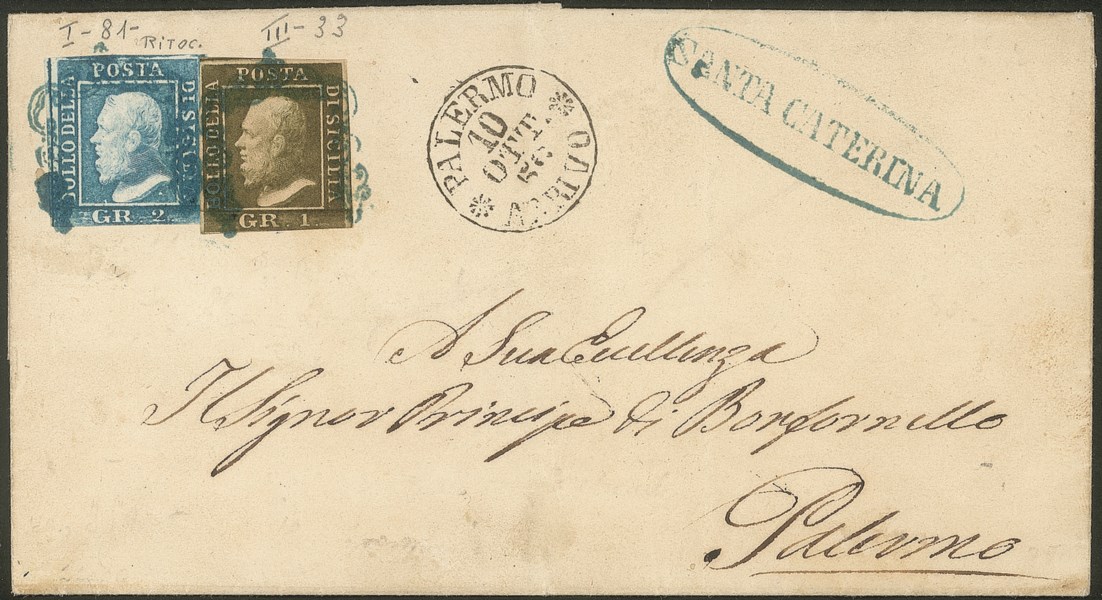 I-81-
RITOC.
III-33
POSTA
BOLLO DELLA
DI SICILIA
GR. 2.
POSTA
BOLLO DELLA
DI SICILIA
GR. 1.
PALERMO
10
OTT.
ARRIVO
SANTA CATERINA
A Sua Eccellenza
Il Signor Principe di Bonfornello
Palermo